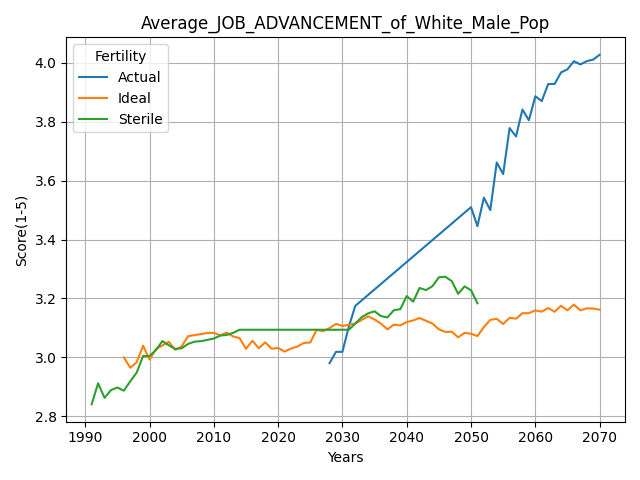 Average_JOB_ADVANCEMENT_of_White_Male_Pop
Fertility
Actual
Ideal
Sterile
Score(1-5)
4.0
3.8
3.6
3.4
3.2
3.0
2.8
1990 2000 2010 2020 2030 2040 2050 2060 2070
Years